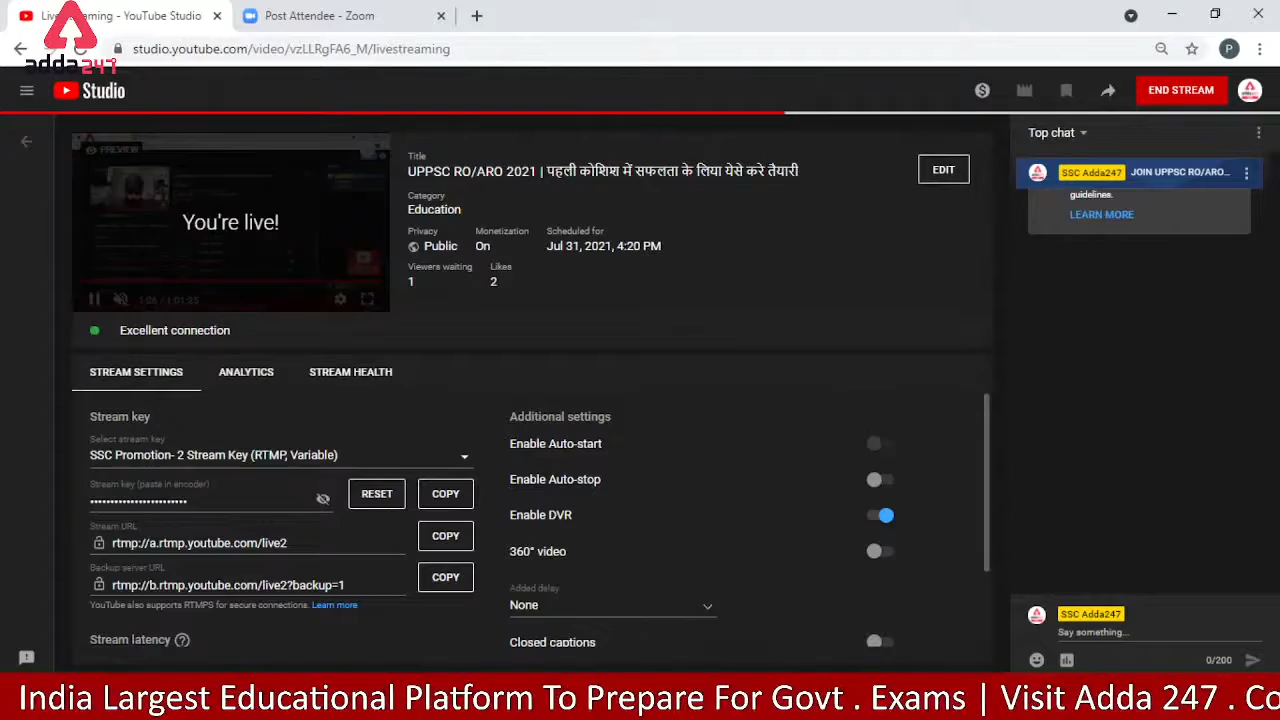 Live Streaming - YouTube Studio
Post Attendee - Zoom
studio.youtube.com/video/vzLLRgFA6_M/livestreaming
P
adda247
Studio
END STREAM
PREVIEW
You're live!
1:06 / 1:01:25
Excellent connection
Title
UPPSC RO/ARO 2021 | पहली कोशिश में सफलता के लिया येसे करे तैयारी
EDIT
Category
Education
Privacy
Public
Monetization
On
Scheduled for
Jul 31, 2021, 4:20 PM
Viewers waiting
1
Likes
2
STREAM SETTINGS
ANALYTICS
STREAM HEALTH
Stream key
Select stream key
SSC Promotion- 2 Stream Key (RTMP, Variable)
Stream key (paste in encoder)
RESET
COPY
Stream URL
rtmp://a.rtmp.youtube.com/live2
COPY
Backup server URL
rtmp://b.rtmp.youtube.com/live2?backup=1
COPY
YouTube also supports RTMPS for secure connections. Learn more
Stream latency
Additional settings
Enable Auto-start
Enable Auto-stop
Enable DVR
360° video
Added delay
None
Closed captions
Top chat
SSC Adda247 JOIN UPPSC RO/ARO...
guidelines.
LEARN MORE
SSC Adda247
Say something...
0/200
India Largest Educational Platform To Prepare For Govt . Exams | Visit Adda 247 . Co